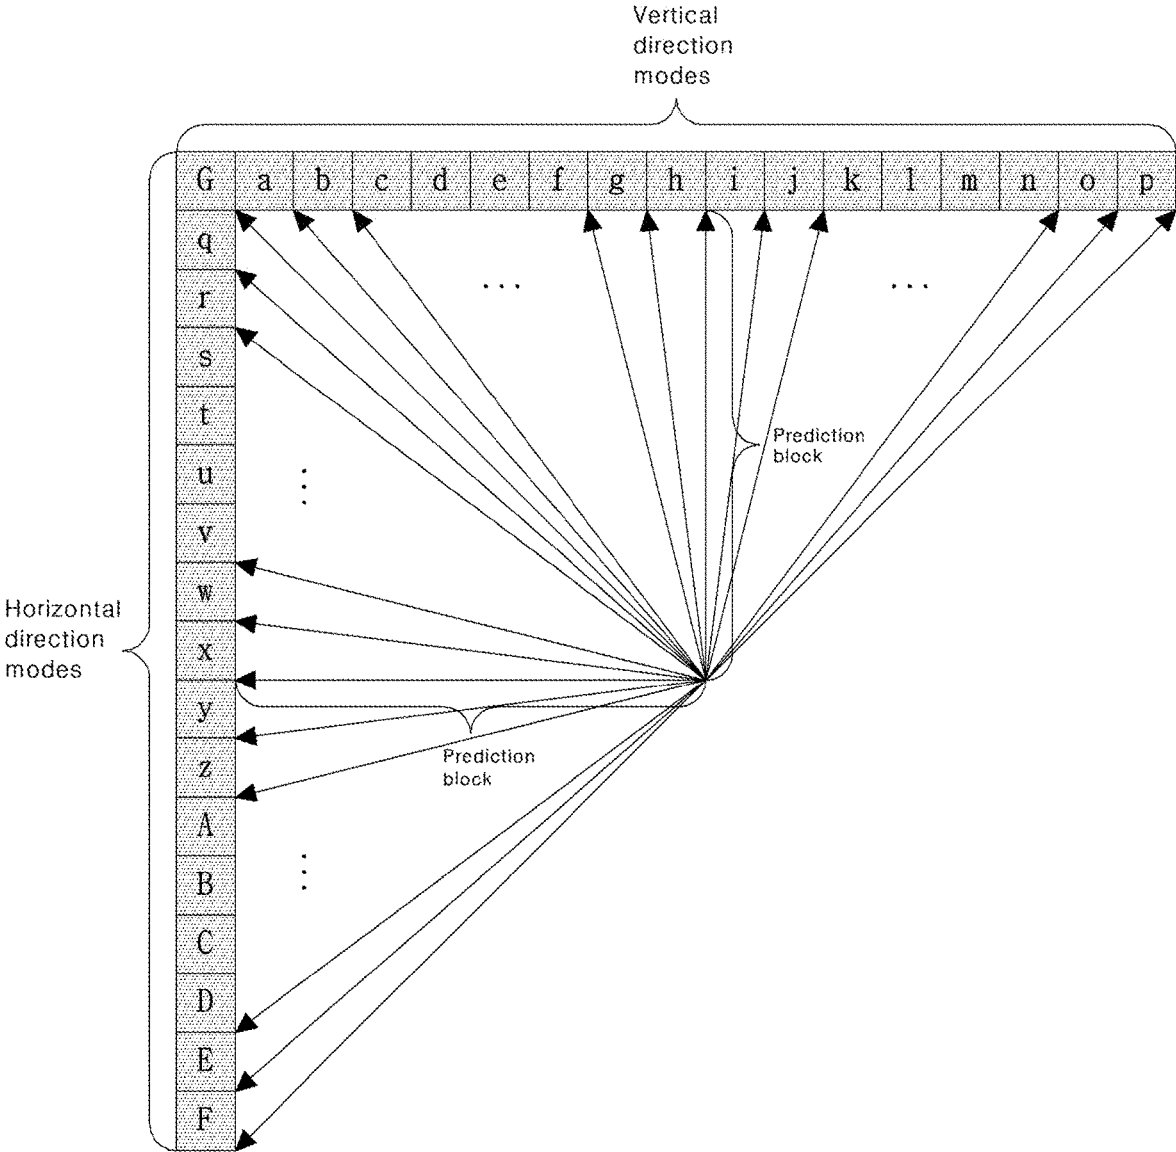 Vertical
direction
modes
G a b c d e f g h i j k l m n o p
q
r
... ...
s
t
Prediction
block
u
...
v
w
Horizontal
direction
modes
x
y
Prediction
block
z
A
B
...
C
D
E
F